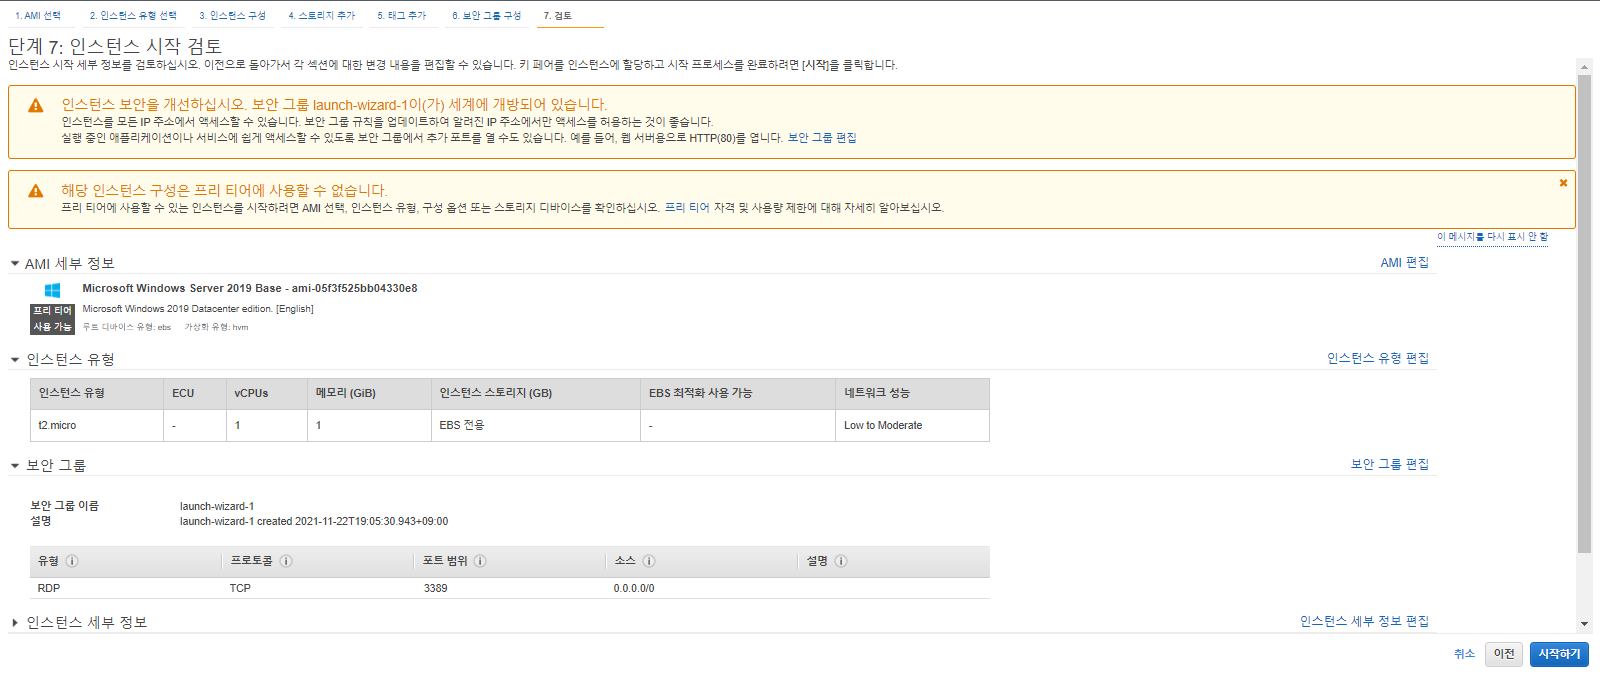 1. AMI 선택 2. 인스턴스 유형 선택 3. 인스턴스 구성 4. 스토리지 추가 5. 태그 추가 6. 보안 그룹 구성 7. 검토
단계 7: 인스턴스 시작 검토
인스턴스 시작 세부 정보를 검토하십시오. 이전으로 돌아가서 각 섹션에 대한 변경 내용을 편집할 수 있습니다. 키 페어를 인스턴스에 할당하고 시작 프로세스를 완료하려면 [시작]을 클릭합니다.
인스턴스 보안을 개선하십시오. 보안 그룹 launch-wizard-1이(가) 세계에 개방되어 있습니다.
인스턴스를 모든 IP 주소에서 액세스할 수 있습니다. 보안 그룹 규칙을 업데이트하여 알려진 IP 주소에서만 액세스를 허용하는 것이 좋습니다.
실행 중인 애플리케이션이나 서비스에 쉽게 액세스할 수 있도록 보안 그룹에서 추가 포트를 열 수도 있습니다. 예를 들어, 웹 서버용으로 HTTP(80)를 엽니다. 보안 그룹 편집
해당 인스턴스 구성은 프리 티어에 사용할 수 없습니다.
프리 티어에 사용할 수 있는 인스턴스를 시작하려면 AMI 선택, 인스턴스 유형, 구성 옵션 또는 스토리지 디바이스를 확인하십시오. 프리 티어 자격 및 사용량 제한에 대해 자세히 알아보십시오.
이 메시지를 다시 표시 안 함
AMI 세부 정보 AMI 편집
Microsoft Windows Server 2019 Base - ami-05f3f525bb04330e8
프리 티어 Microsoft Windows 2019 Datacenter edition. [English]
사용 가능 루트 디바이스 유형: ebs 가상화 유형: hvm
인스턴스 유형 인스턴스 유형 편집
인스턴스 유형 ECU vCPUs 메모리 (GiB) 인스턴스 스토리지 (GB) EBS 최적화 사용 가능 네트워크 성능
t2.micro - 1 1 EBS 전용 - Low to Moderate
보안 그룹 보안 그룹 편집
보안 그룹 이름 launch-wizard-1
설명 launch-wizard-1 created 2021-11-22T19:05:30.943+09:00
유형 프로토콜 포트 범위 소스 설명
RDP TCP 3389 0.0.0.0/0
인스턴스 세부 정보 인스턴스 세부 정보 편집
취소 이전 시작하기